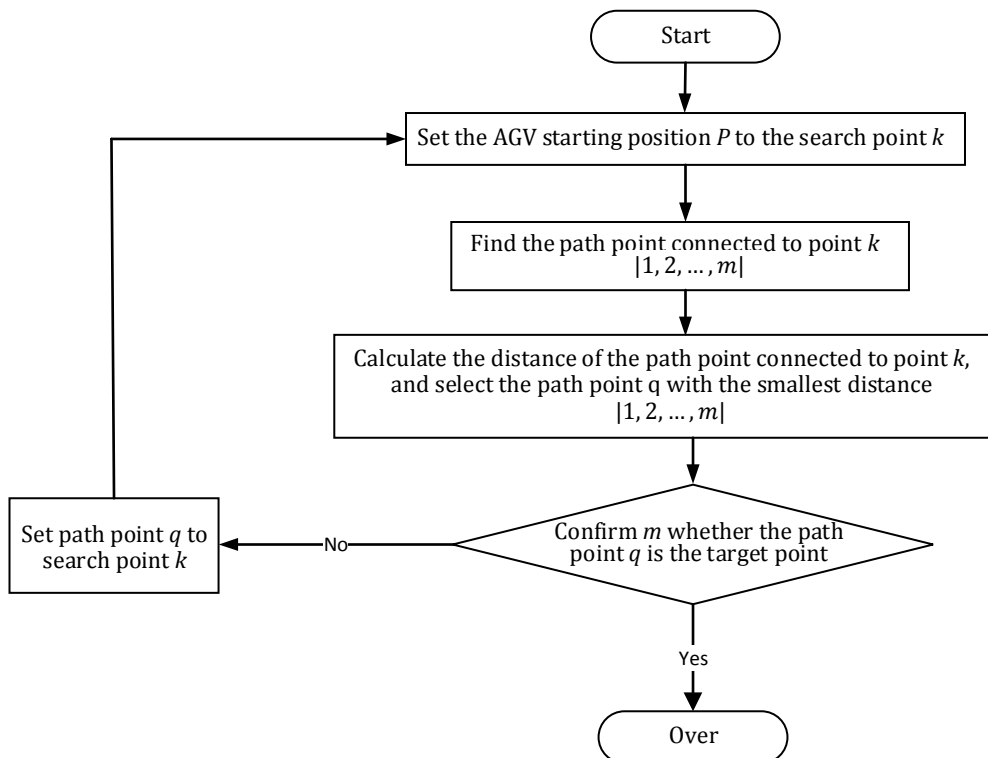 Start
Set the AGV starting position P to the search point k
Find the path point connected to point k
|1, 2, … , m|
Calculate the distance of the path point connected to point k,
and select the path point q with the smallest distance
|1, 2, … , m|
Confirm m whether the path
point q is the target point
No
Set path point q to
search point k
Yes
Over